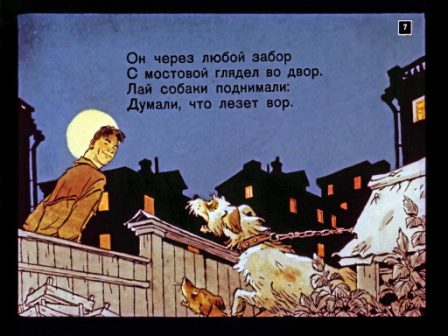 7
Он через любой забор
С мостовой глядел во двор.
Лай собаки поднимали:
Думали, что лезет вор.